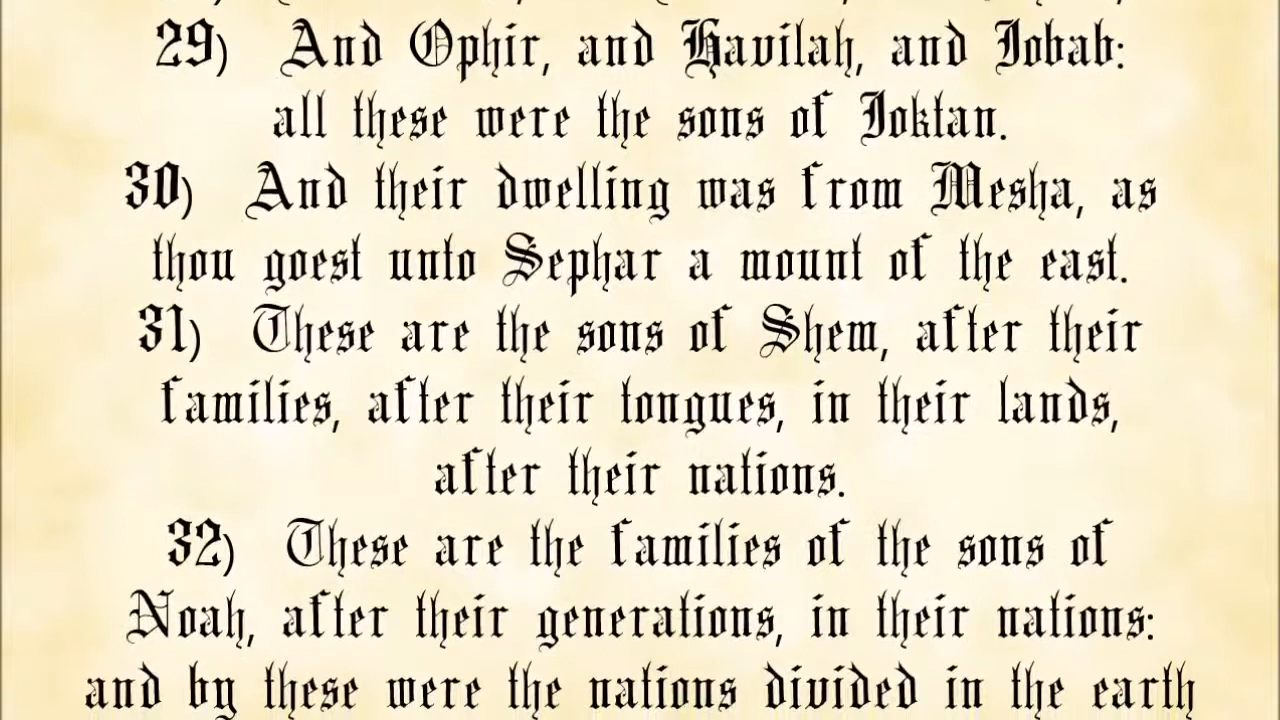 29) And Ophir, and Havilah, and Jobab:
all these were the sons of Joktan.
30) And their dwelling was from Mesha, as
thou goest unto Sephar a mount of the east.
31) These are the sons of Shem, after their
families, after their tongues, in their lands,
after their nations.
32) These are the families of the sons of
Noah, after their generations, in their nations:
and by these were the nations divided in the earth